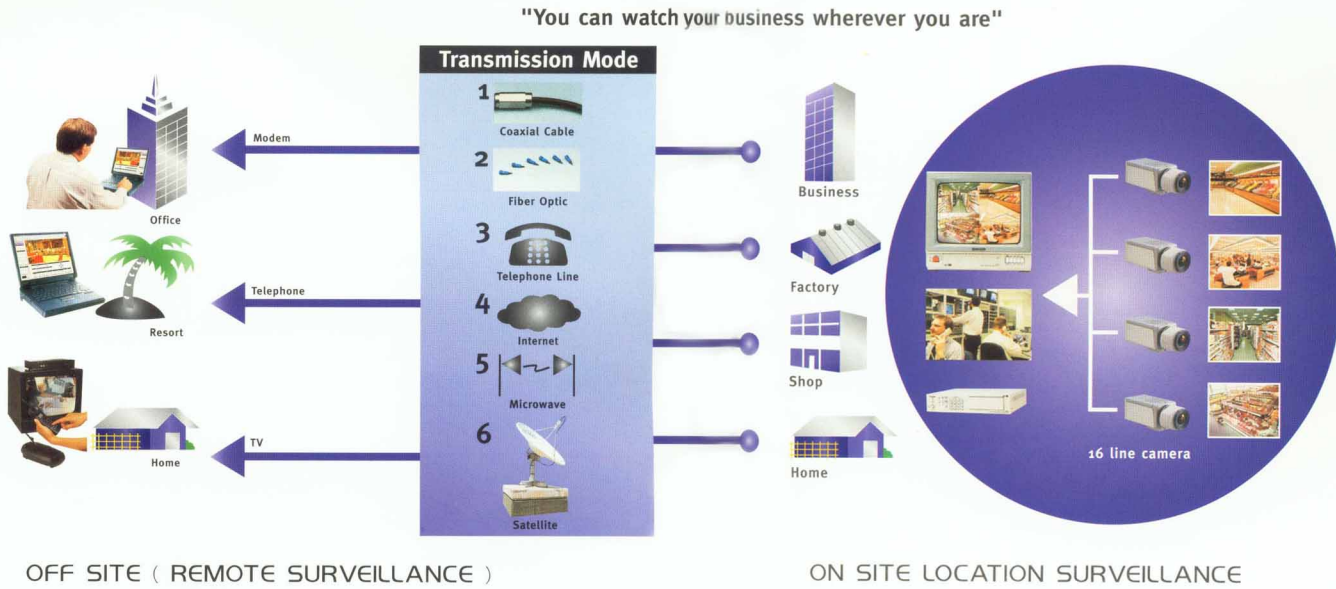 "You can watch your business wherever you are"
Transmission Mode
1
Coaxial Cable
2
Fiber Optic
3
Telephone Line
4
Internet
5
Microwave
6
Satellite
Modem
Office
Telephone
Resort
TV
Home
Business
Factory
Shop
Home
16 line camera
OFF SITE ( REMOTE SURVEILLANCE )
ON SITE LOCATION SURVEILLANCE